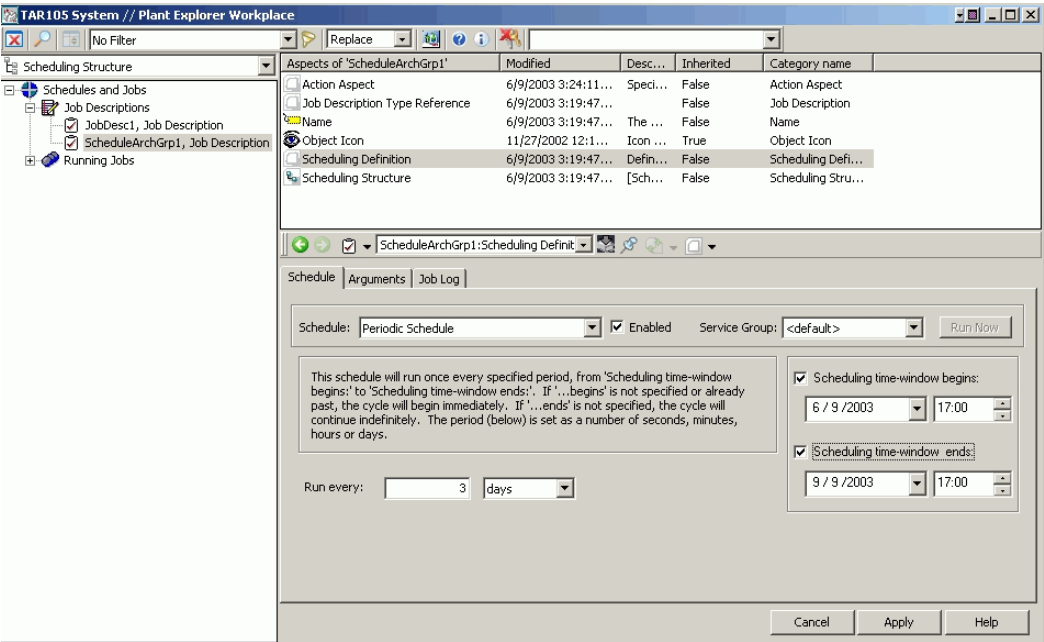 TAR105 System // Plant Explorer Workplace
No Filter
Replace
Scheduling Structure
Schedules and Jobs
Job Descriptions
JobDesc1, Job Description
ScheduleArchGrp1, Job Description
Running Jobs
Aspects of 'ScheduleArchGrp1' Modified Desc... Inherited Category name
Action Aspect 6/9/2003 3:24:11... Speci... False Action Aspect
Job Description Type Reference 6/9/2003 3:19:47... False Job Description
Name 6/9/2003 3:19:47... The ... False Name
Object Icon 11/27/2002 12:1... Icon ... True Object Icon
Scheduling Definition 6/9/2003 3:19:47... Defin... False Scheduling Defi...
Scheduling Structure 6/9/2003 3:19:47... [Sch... False Scheduling Stru...
ScheduleArchGrp1:Scheduling Definit
Schedule Arguments Job Log
Schedule: Periodic Schedule Enabled Service Group: <default> Run Now
This schedule will run once every specified period, from 'Scheduling time-window
begins:' to 'Scheduling time-window ends:'. If '...begins' is not specified or already
past, the cycle will begin immediately. If '...ends' is not specified, the cycle will
continue indefinitely. The period (below) is set as a number of seconds, minutes,
hours or days.
Scheduling time-window begins:
6 / 9 /2003 17:00
Scheduling time-window ends:
9 / 9 /2003 17:00
Run every: 3 days
Cancel Apply Help